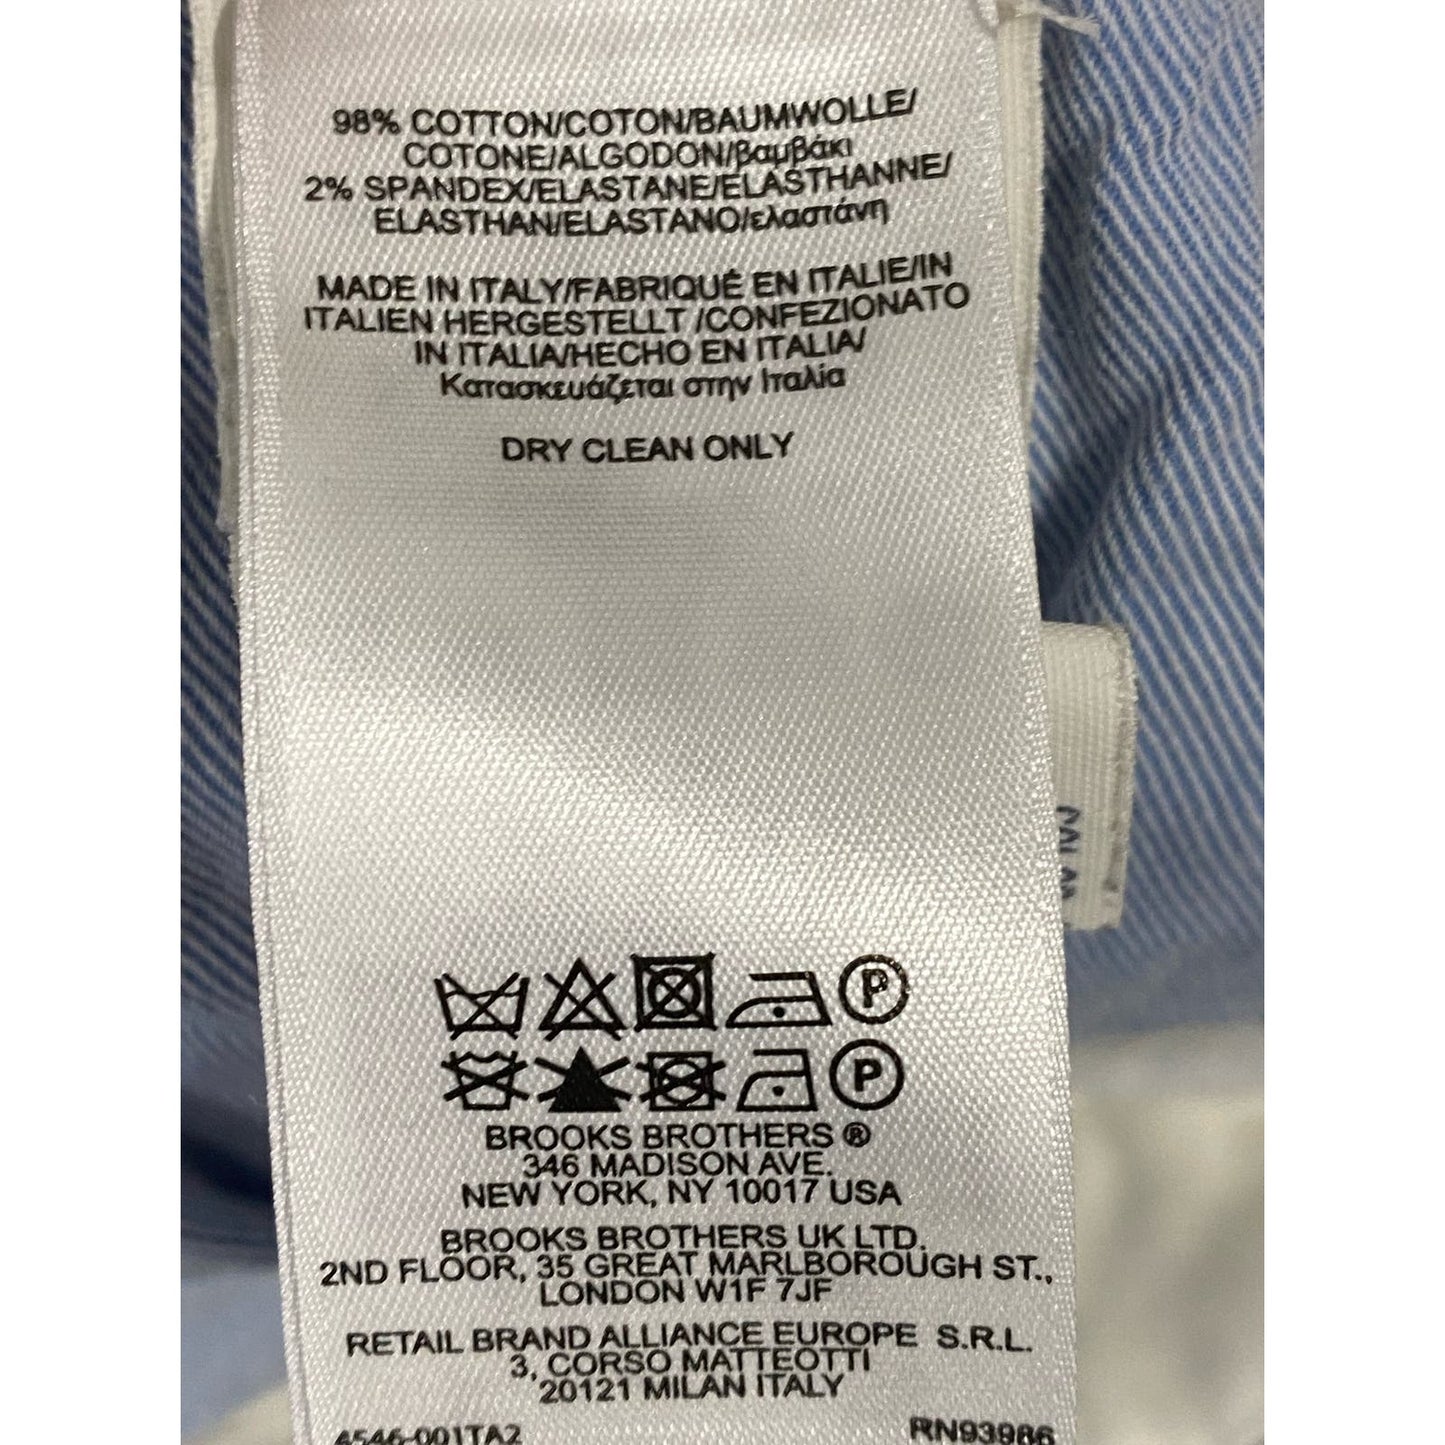 98% COTTON/COTON/BAUMWOLLE/
COTONE/ALGODON/βαμβάκι
2% SPANDEX/ELASTANE/ELASTHANNE/
ELASTHAN/ELASTANO/ελαστάνη
MADE IN ITALY/FABRIQUÉ EN ITALIE/IN
ITALIEN HERGESTELLT /CONFEZIONATO
IN ITALIA/HECHO EN ITALIA/
Κατασκευάζεται στην Ιταλία
DRY CLEAN ONLY
P
P
BROOKS BROTHERS ®
346 MADISON AVE.
NEW YORK, NY 10017 USA
BROOKS BROTHERS UK LTD.
2ND FLOOR, 35 GREAT MARLBOROUGH ST.,
LONDON W1F 7JF
RETAIL BRAND ALLIANCE EUROPE S.R.L.
3, CORSO MATTEOTTI
20121 MILAN ITALY
4546-001TA2 RN93986